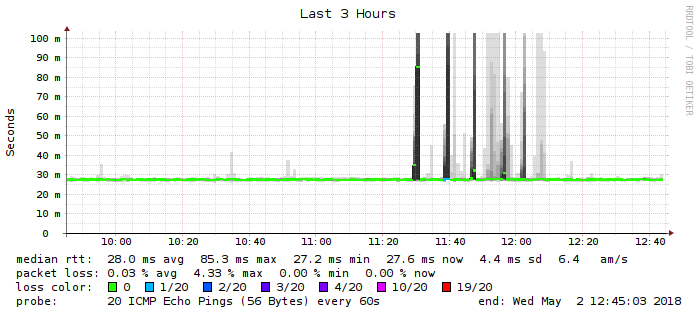 Last 3 Hours
RRDTOOL / TOBI OETIKER
Seconds
100 m
90 m
80 m
70 m
60 m
50 m
40 m
30 m
20 m
10 m
0
10:00 10:20 10:40 11:00 11:20 11:40 12:00 12:20 12:40
median rtt: 28.0 ms avg 85.3 ms max 27.2 ms min 27.6 ms now 4.4 ms sd 6.4 am/s
packet loss: 0.03 % avg 4.33 % max 0.00 % min 0.00 % now
loss color: 0 1/20 2/20 3/20 4/20 10/20 19/20
probe: 20 ICMP Echo Pings (56 Bytes) every 60s end: Wed May 2 12:45:03 2018